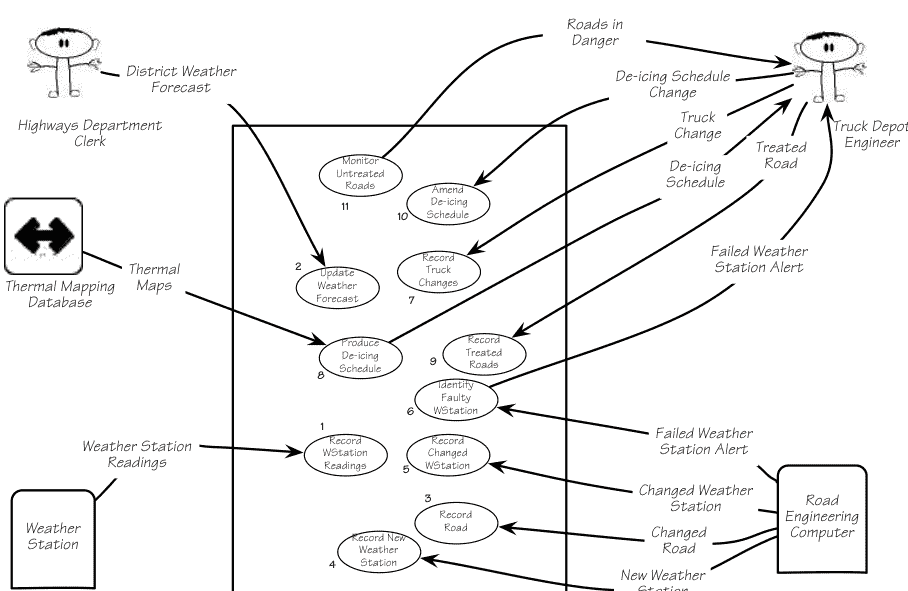 Roads in
Danger
District Weather
Forecast
De-icing Schedule
Change
Highways Department
Clerk
Truck
Change
Truck Depot
Engineer
Treated
Road
De-icing
Schedule
Monitor
Untreated
Roads
11
Amend
De-icing
Schedule
10
Thermal Mapping
Database
Thermal
Maps
2
Update
Weather
Forecast
Record
Truck
Changes
7
Failed Weather
Station Alert
Produce
De-icing
Schedule
8
Record
Treated
Roads
9
Identify
Faulty
WStation
6
Weather Station
Readings
1
Record
WStation
Readings
Record
Changed
WStation
5
Failed Weather
Station Alert
Changed Weather
Station
Weather
Station
3
Record
Road
Record New
Weather
Station
4
Changed
Road
Road
Engineering
Computer
New Weather
Station